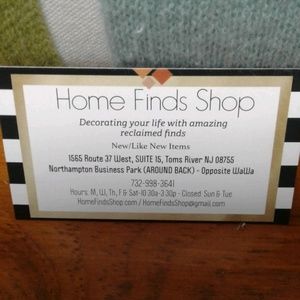 Home Finds Shop
Decorating your life with amazing
reclaimed finds
New/Like New Items
1565 Route 37 West, SUITE 15, Toms River NJ 08755
Northampton Business Park (AROUND BACK) - Opposite WaWa
732-998-3641
Hours: M, W, Th, F & Sat-10:30a-3:30p - Closed: Sun & Tue
HomeFindsShop.com / HomeFindsShop@gmail.com